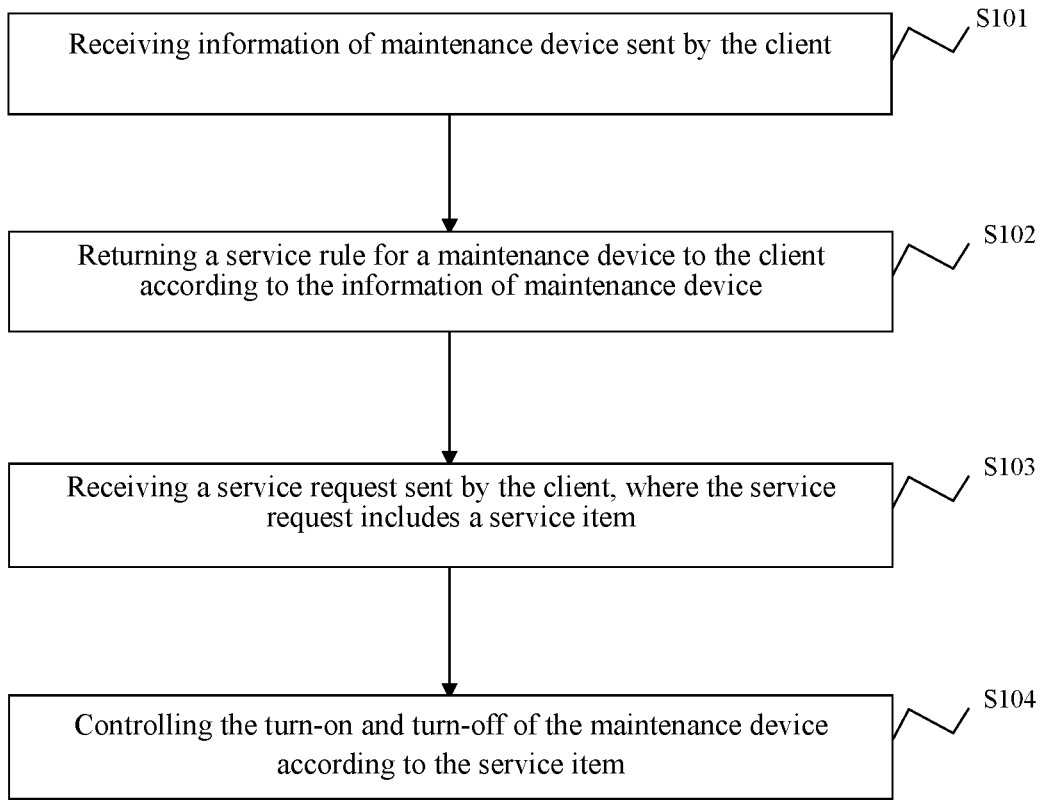 S101
Receiving information of maintenance device sent by the client
S102
Returning a service rule for a maintenance device to the client
according to the information of maintenance device
S103
Receiving a service request sent by the client, where the service
request includes a service item
S104
Controlling the turn-on and turn-off of the maintenance device
according to the service item